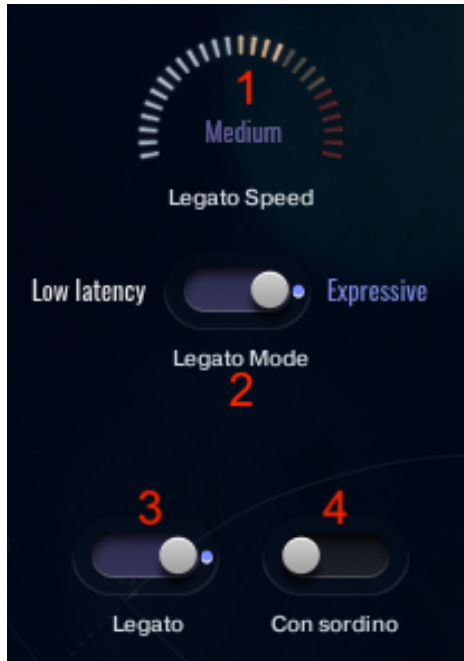 1
Medium
Legato Speed
Low latency Expressive
Legato Mode
2
3 4
Legato Con sordino